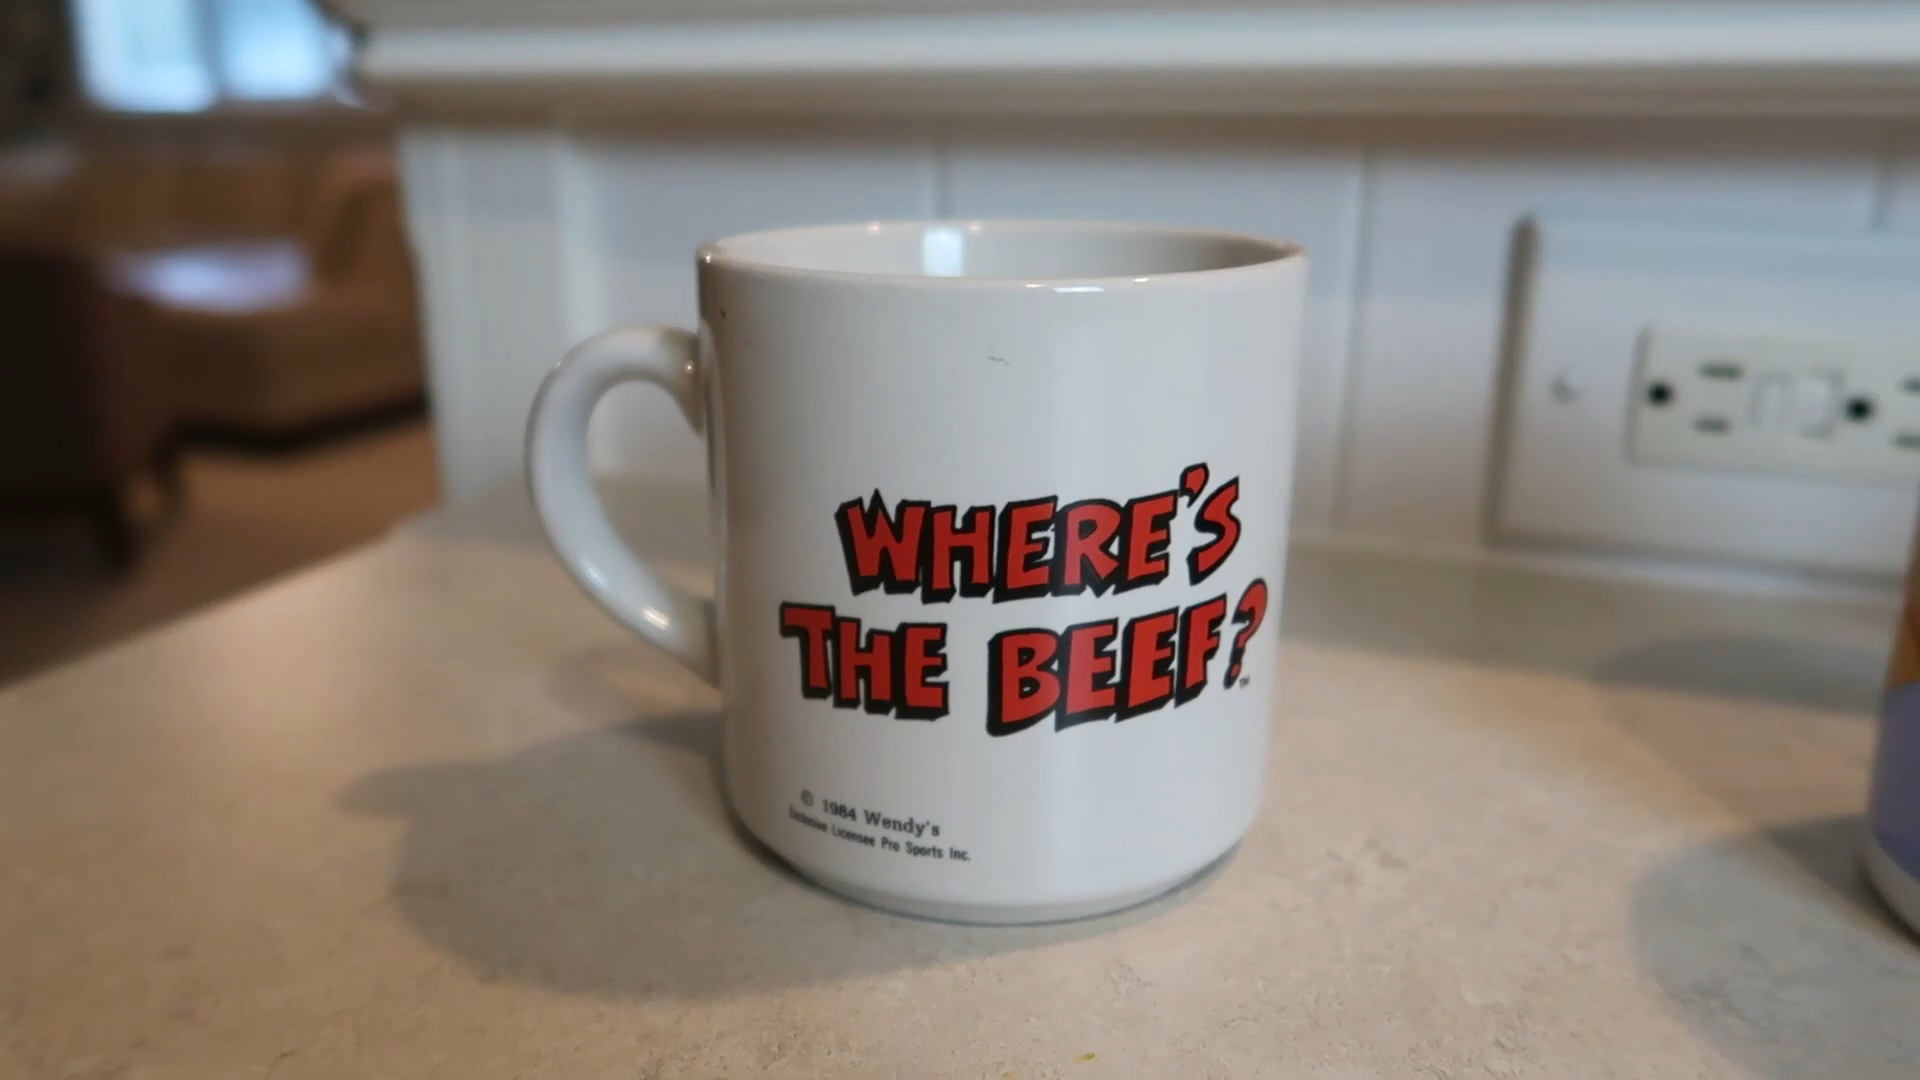 WHERE'S
THE BEEF?™
© 1984 Wendy's
Exclusive Licensee Pro Sports Inc.